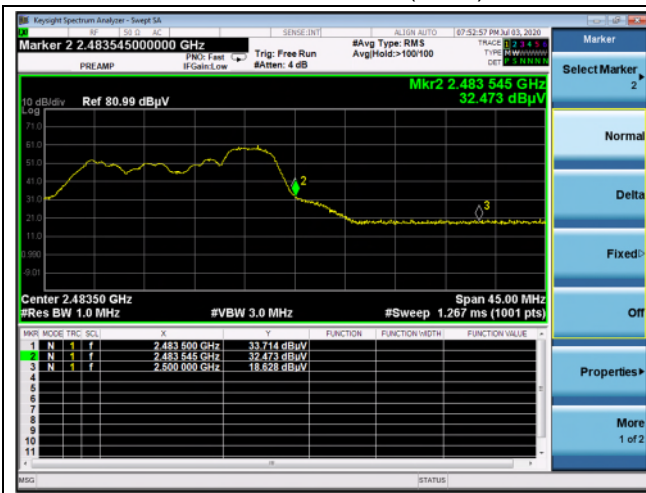 Keysight Spectrum Analyzer - Swept SA
RF 50 Ω AC SENSE:INT ALIGN AUTO 07:52:57 PM Jul 03, 2020
Marker 2 2.483545000000 GHz
PREAMP
PNO: Fast
IFGain:Low
Trig: Free Run
#Atten: 4 dB
#Avg Type: RMS
Avg|Hold:>100/100
TRACE 1 2 3 4 5 6
TYPE M W W W W W
DET P S N N N N
Mkr2 2.483 545 GHz
32.473 dBµV
10 dB/div Ref 80.99 dBµV
Log
71.0
61.0
51.0
41.0
31.0
21.0
11.0
0.990
-9.01
2
3
Center 2.48350 GHz Span 45.00 MHz
#Res BW 1.0 MHz #VBW 3.0 MHz #Sweep 1.267 ms (1001 pts)
MKR MODE TRC SCL X Y FUNCTION FUNCTION WIDTH FUNCTION VALUE
1 N 1 f 2.483 500 GHz 33.714 dBµV
2 N 1 f 2.483 545 GHz 32.473 dBµV
3 N 1 f 2.500 000 GHz 18.628 dBµV
4
5
6
7
8
9
10
11
MSG STATUS
Marker
Select Marker
2
Normal
Delta
Fixed
Off
Properties
More
1 of 2